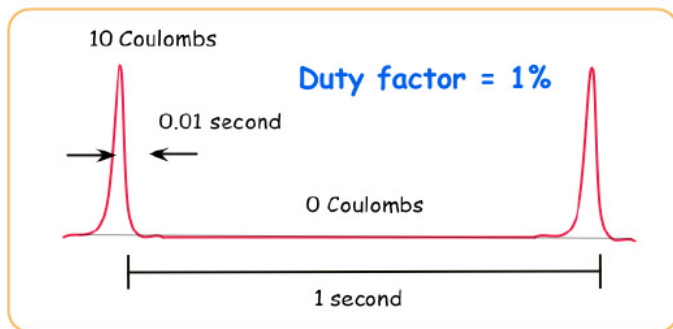 10 Coulombs
Duty factor = 1%
0.01 second
0 Coulombs
1 second